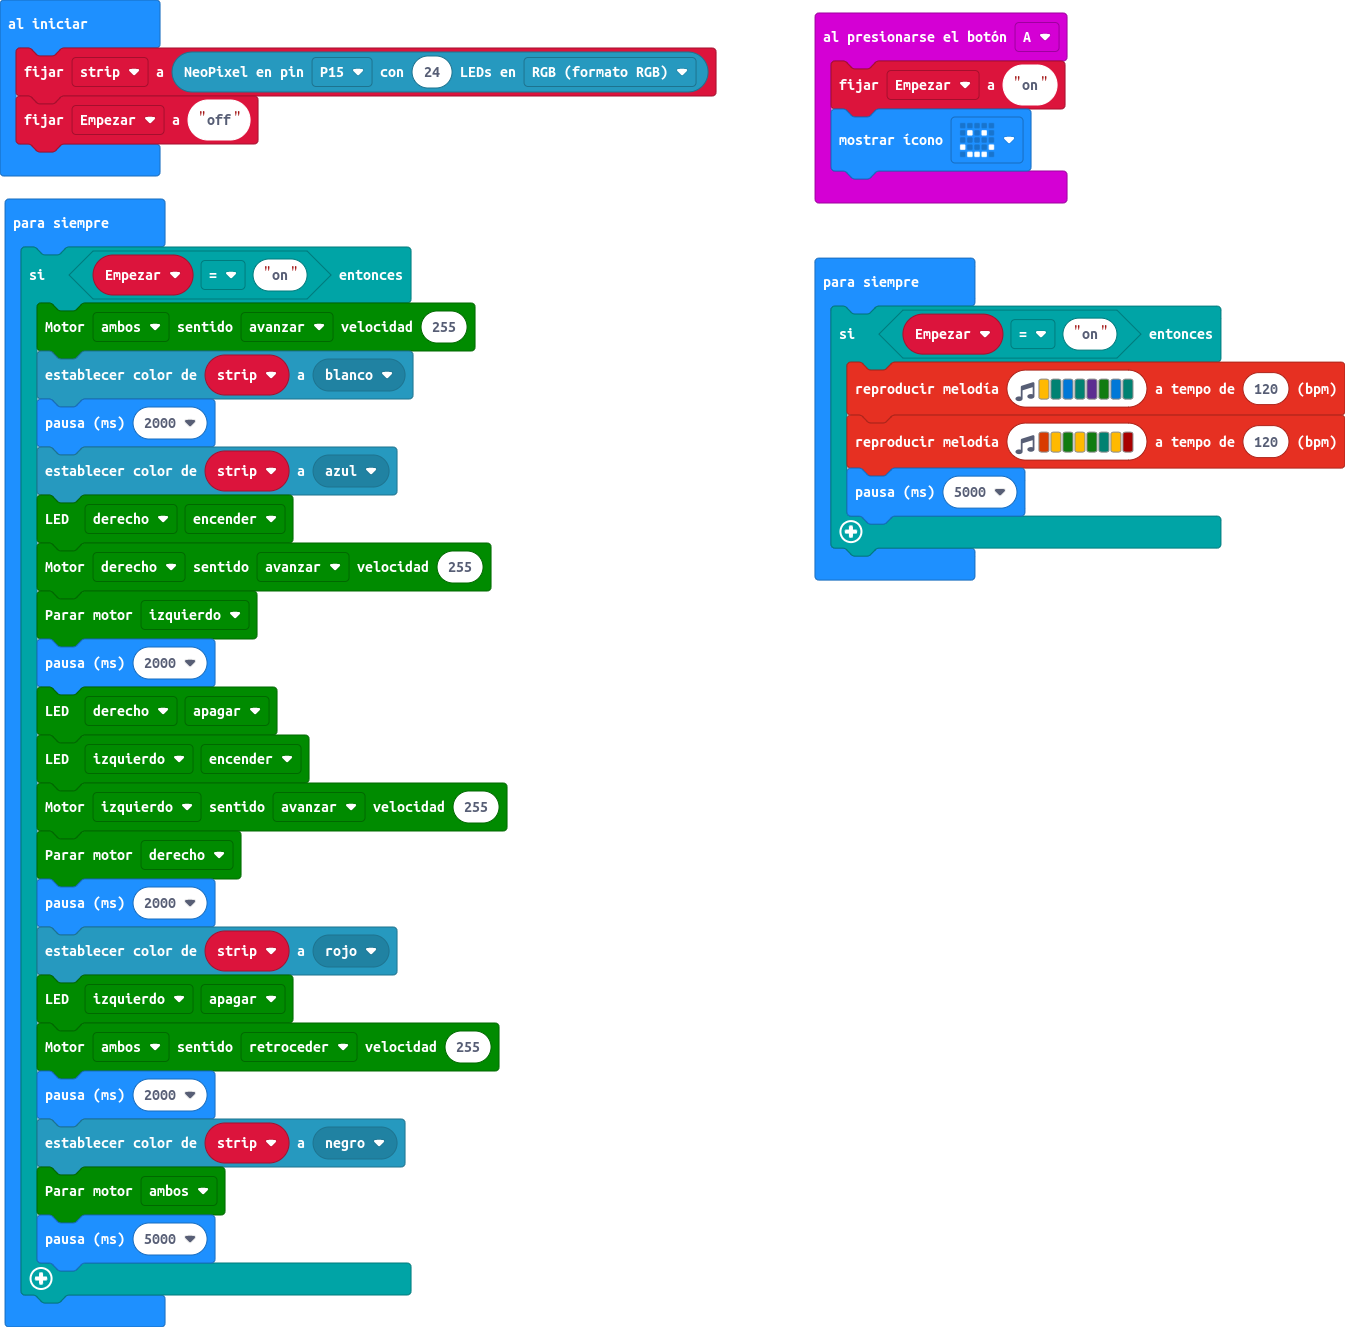 al iniciar
fijar strip a NeoPixel en pin P15 con 24 LEDs en RGB (formato RGB)
fijar Empezar a "off"
para siempre
si Empezar = "on" entonces
Motor ambos sentido avanzar velocidad 255
establecer color de strip a blanco
pausa (ms) 2000
establecer color de strip a azul
LED derecho encender
Motor derecho sentido avanzar velocidad 255
Parar motor izquierdo
pausa (ms) 2000
LED derecho apagar
LED izquierdo encender
Motor izquierdo sentido avanzar velocidad 255
Parar motor derecho
pausa (ms) 2000
establecer color de strip a rojo
LED izquierdo apagar
Motor ambos sentido retroceder velocidad 255
pausa (ms) 2000
establecer color de strip a negro
Parar motor ambos
pausa (ms) 5000
al presionarse el botón A
fijar Empezar a "on"
mostrar ícono
para siempre
si Empezar = "on" entonces
reproducir melodía a tempo de 120 (bpm)
reproducir melodía a tempo de 120 (bpm)
pausa (ms) 5000